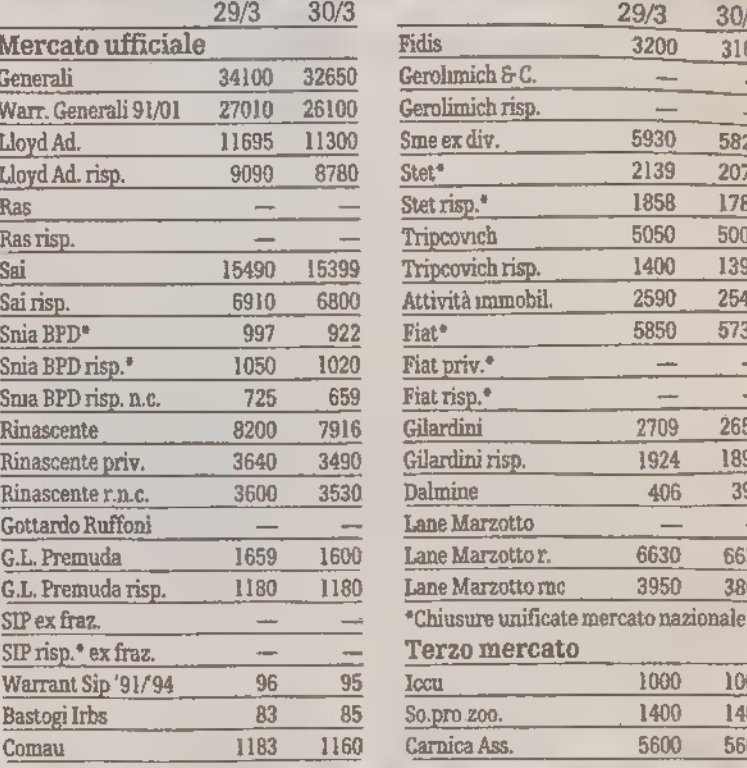 29/3 30/3
Mercato ufficiale
Generali 34100 32650
Warr. Generali 91/01 27010 26100
Lloyd Ad. 11695 11300
Lloyd Ad. risp. 9090 8780
Ras — —
Ras risp. — —
Sai 15490 15399
Sai risp. 6910 6800
Snia BPD* 997 922
Snia BPD risp.* 1050 1020
Snia BPD risp. n.c. 725 659
Rinascente 8200 7916
Rinascente priv. 3640 3490
Rinascente r.n.c. 3600 3530
Gottardo Ruffoni — —
G.L. Premuda 1659 1600
G.L. Premuda risp. 1180 1180
SIP ex fraz. — —
SIP risp.* ex fraz. — —
Warrant Sip '91/'94 96 95
Bastogi Irbs 83 85
Comau 1183 1160
29/3
Fidis 3200
Gerolimich & C. —
Gerolimich risp. —
Sme ex div. 5930
Stet* 2139
Stet risp.* 1858
Tripcovich 5050
Tripcovich risp. 1400
Attività immobil. 2590
Fiat* 5850
Fiat priv.* — —
Fiat risp.* — —
Gilardini 2709
Gilardini risp. 1924
Dalmine 406
Lane Marzotto —
Lane Marzotto r. 6630
Lane Marzotto rnc 3950
*Chiusure unificate mercato nazionale
Terzo mercato
Iccu 1000
So.pro.zoo. 1400
Carnica Ass. 5600